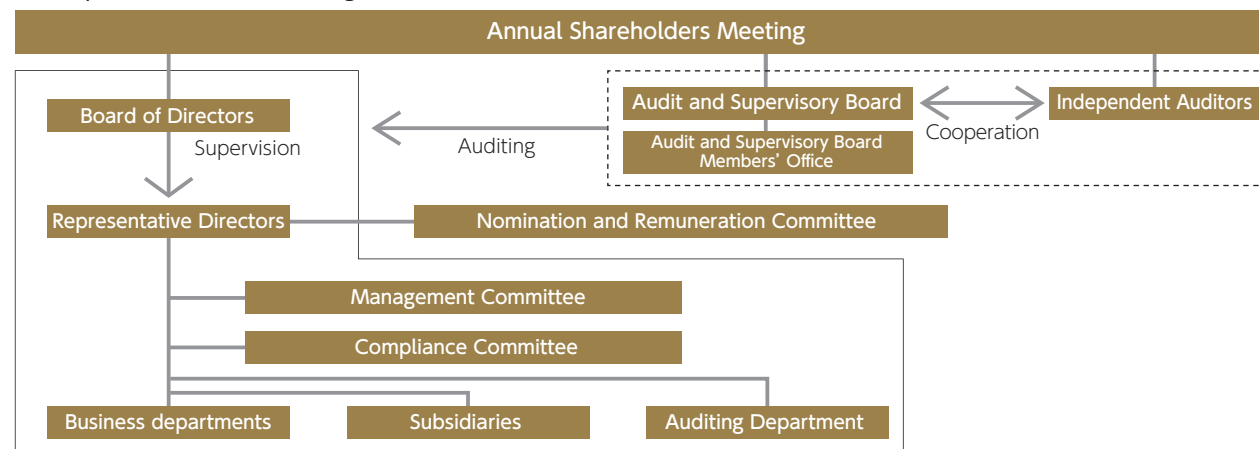 Annual Shareholders Meeting
Board of Directors
Audit and Supervisory Board
Independent Auditors
Supervision
Auditing
Audit and Supervisory Board
Members' Office
Cooperation
Representative Directors
Nomination and Remuneration Committee
Management Committee
Compliance Committee
Business departments
Subsidiaries
Auditing Department